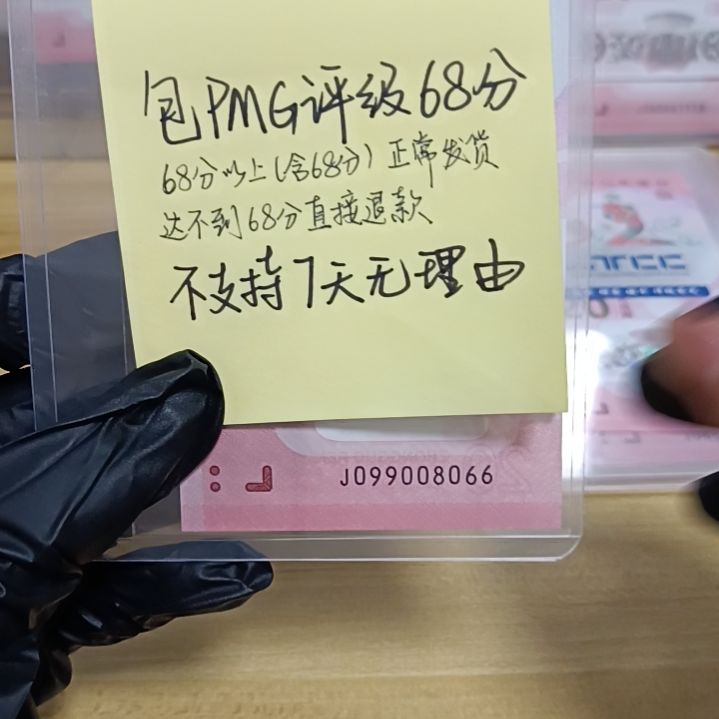 包PMG评级68分
68分以上(含68分)正常发货
达不到68分直接退款
不支持7天无理由
J099008066